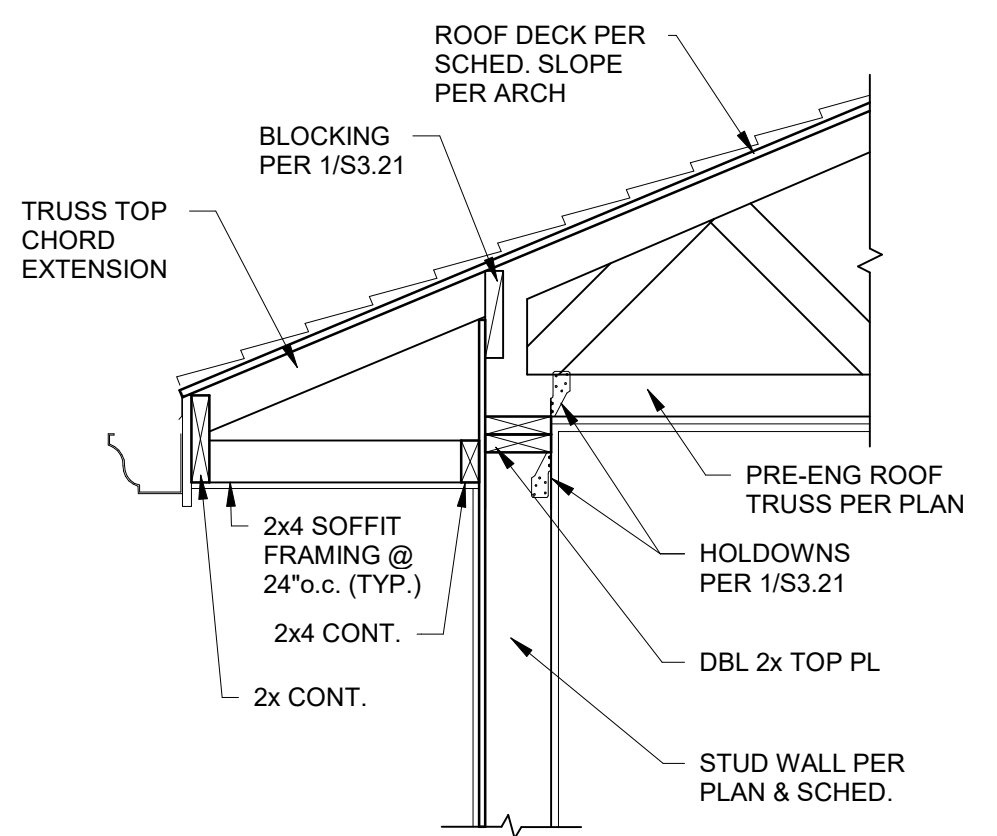 ROOF DECK PER
SCHED. SLOPE
PER ARCH
BLOCKING
PER 1/S3.21
TRUSS TOP
CHORD
EXTENSION
PRE-ENG ROOF
TRUSS PER PLAN
2x4 SOFFIT
FRAMING @
24"o.c. (TYP.)
HOLDOWNS
PER 1/S3.21
2x4 CONT.
DBL 2x TOP PL
2x CONT.
STUD WALL PER
PLAN & SCHED.